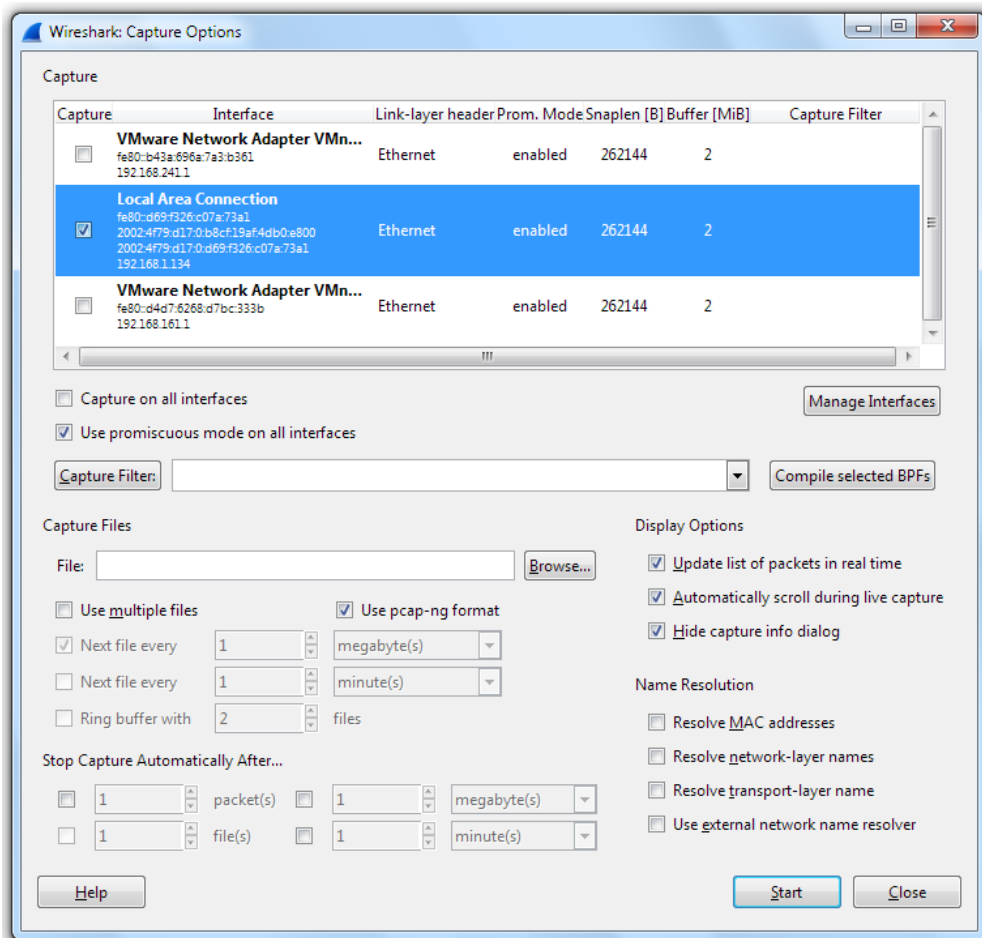 Wireshark: Capture Options
Capture
Capture Interface Link-layer header Prom. Mode Snaplen [B] Buffer [MiB] Capture Filter
VMware Network Adapter VMn...
fe80::b43a:696a:7a3:b361
192.168.241.1
Ethernet enabled 262144 2
Local Area Connection
fe80::d69:f326:c07a:73a1
2002:4f79:d17:0:b8cf:19af:4db0:e800
2002:4f79:d17:0:d69:f326:c07a:73a1
192.168.1.134
Ethernet enabled 262144 2
VMware Network Adapter VMn...
fe80::d4d7:6268:d7bc:333b
192.168.161.1
Ethernet enabled 262144 2
Capture on all interfaces
Manage Interfaces
Use promiscuous mode on all interfaces
Capture Filter:
Compile selected BPFs
Capture Files
File:
Browse...
Use multiple files
Use pcap-ng format
Next file every 1 megabyte(s)
Next file every 1 minute(s)
Ring buffer with 2 files
Stop Capture Automatically After...
1 packet(s) 1 megabyte(s)
1 file(s) 1 minute(s)
Display Options
Update list of packets in real time
Automatically scroll during live capture
Hide capture info dialog
Name Resolution
Resolve MAC addresses
Resolve network-layer names
Resolve transport-layer name
Use external network name resolver
Help
Start
Close